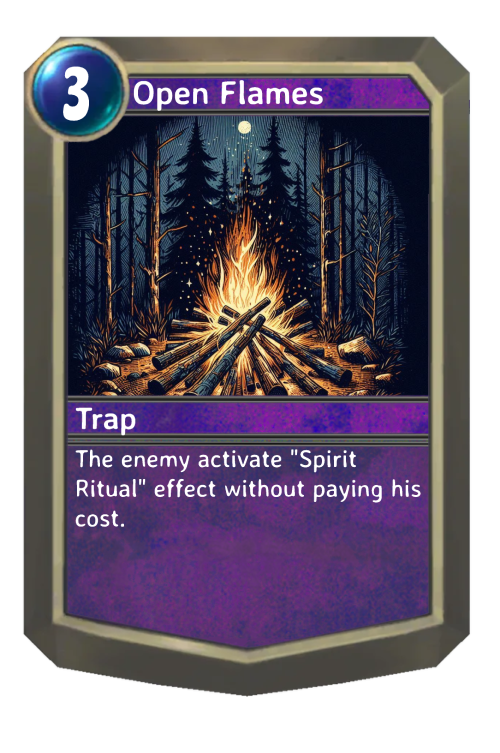 3
Open Flames
Trap
The enemy activate "Spirit
Ritual" effect without paying his
cost.